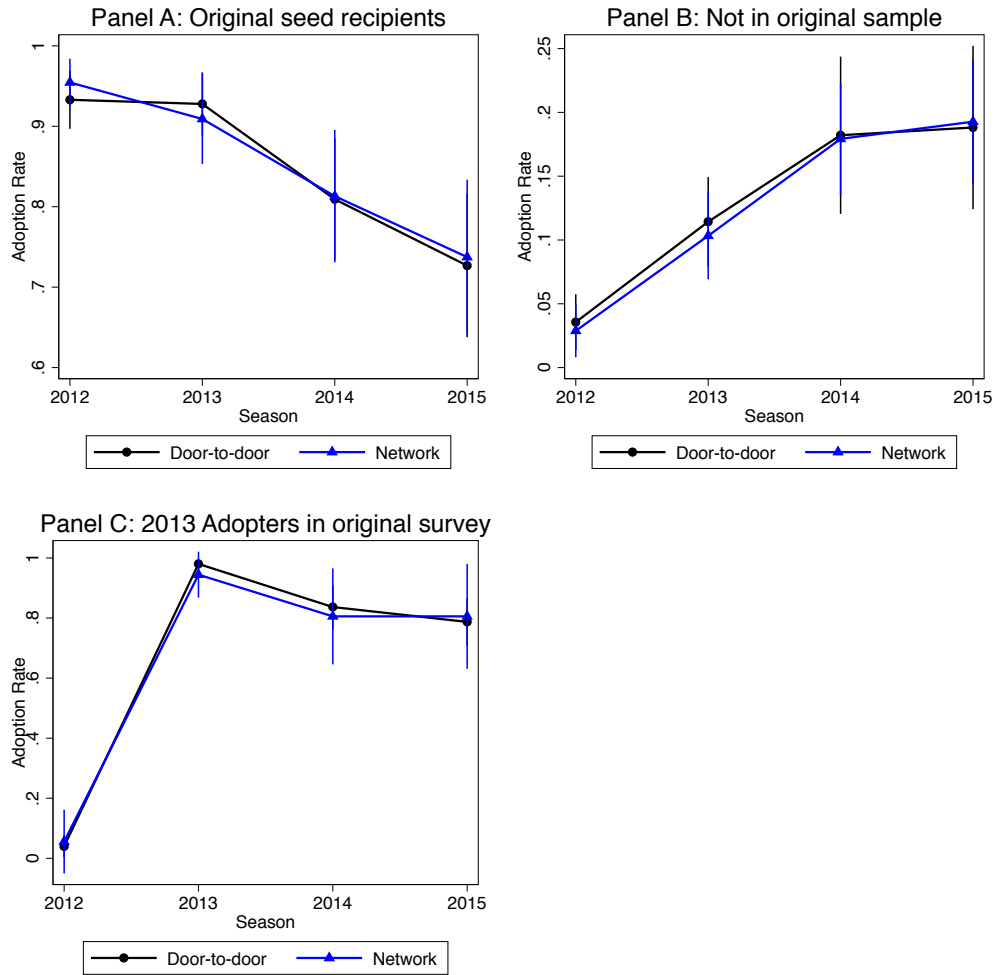 Panel A: Original seed recipients
Adoption Rate
1
.9
.8
.7
.6
2012 2013 2014 2015
Season
Door-to-door Network
Panel B: Not in original sample
Adoption Rate
.25
.2
.15
.1
.05
0
2012 2013 2014 2015
Season
Door-to-door Network
Panel C: 2013 Adopters in original survey
Adoption Rate
1
.8
.6
.4
.2
0
2012 2013 2014 2015
Season
Door-to-door Network